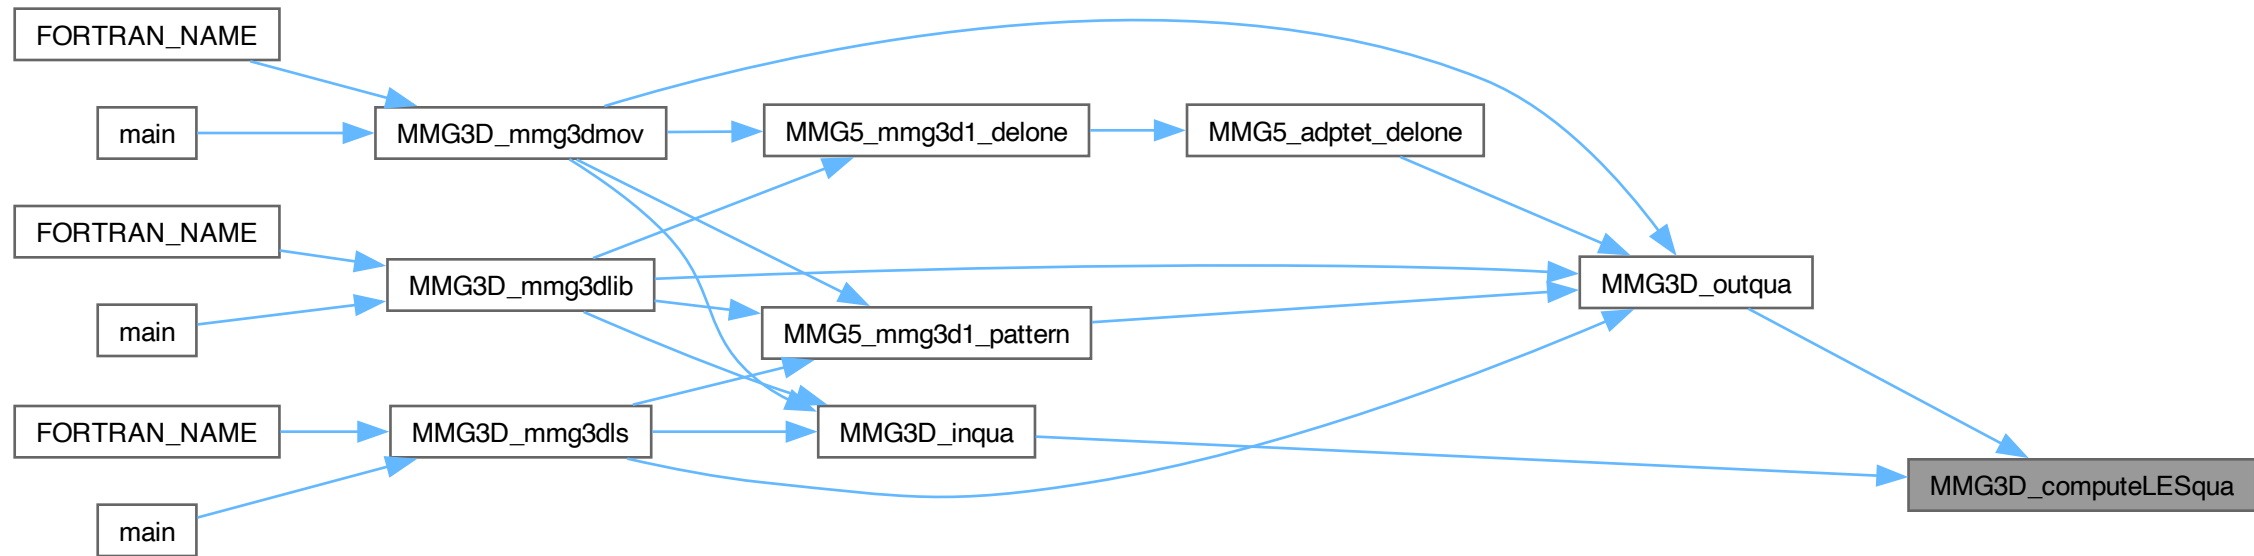 FORTRAN_NAME
main
MMG3D_mmg3dmov
MMG5_mmg3d1_delone
MMG5_adptet_delone
FORTRAN_NAME
main
MMG3D_mmg3dlib
MMG5_mmg3d1_pattern
MMG3D_outqua
FORTRAN_NAME
main
MMG3D_mmg3dls
MMG3D_inqua
MMG3D_computeLESqua